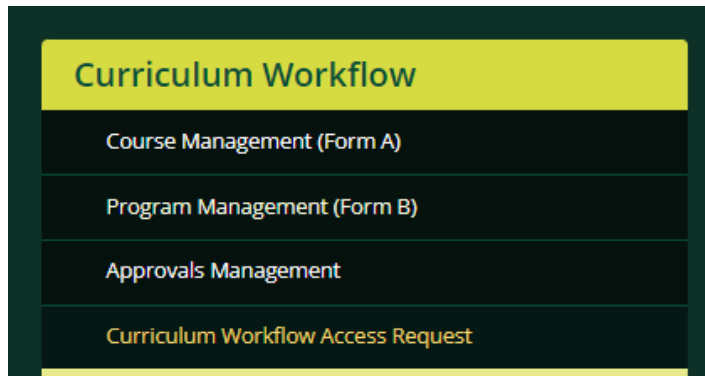 Curriculum Workflow
Course Management (Form A)
Program Management (Form B)
Approvals Management
Curriculum Workflow Access Request